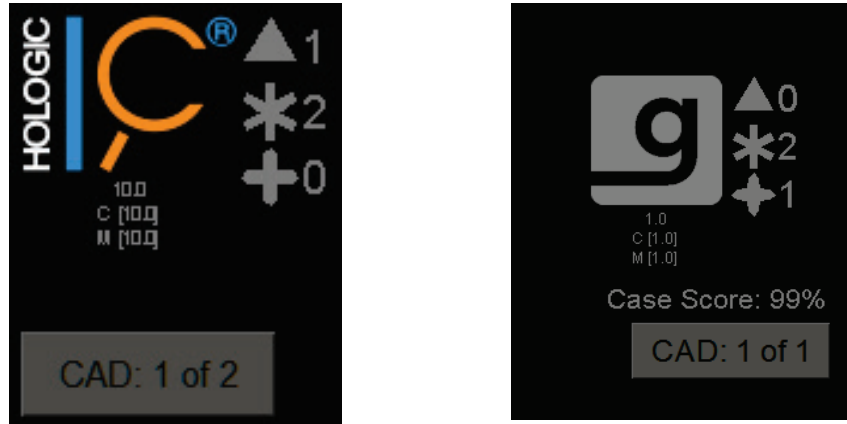 HOLOGIC
®
1
2
0
10.0
C [10.0]
M [10.0]
CAD: 1 of 2
g
0
2
1
1.0
C [1.0]
M [1.0]
Case Score: 99%
CAD: 1 of 1